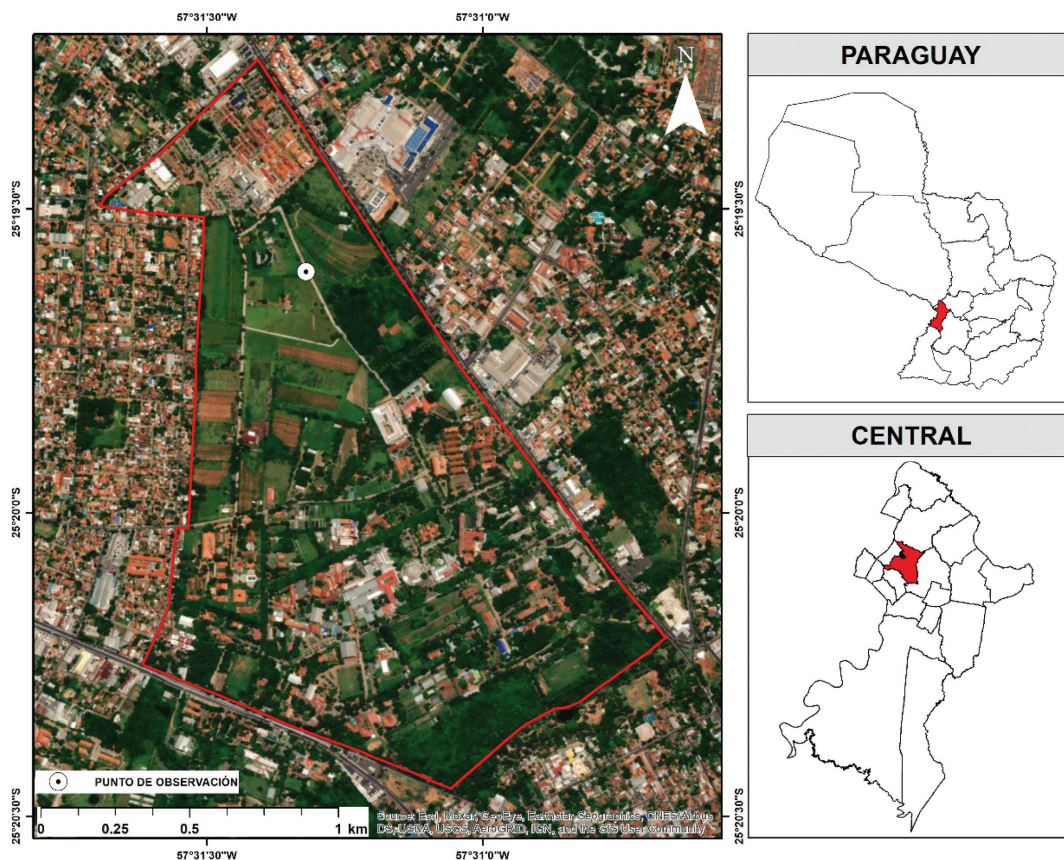 57°31'30"W 57°31'0"W
N
25°19'30"S 25°19'30"S
25°20'0"S 25°20'0"S
25°20'30"S 25°20'30"S
PUNTO DE OBSERVACIÓN
0 0.25 0.5 1 km
Source: Esri, Maxar, GeoEye, Earthstar Geographics, CNES/Airbus
DS, USDA, USGS, AeroGRID, IGN, and the GIS User Community
57°31'30"W 57°31'0"W
PARAGUAY
CENTRAL